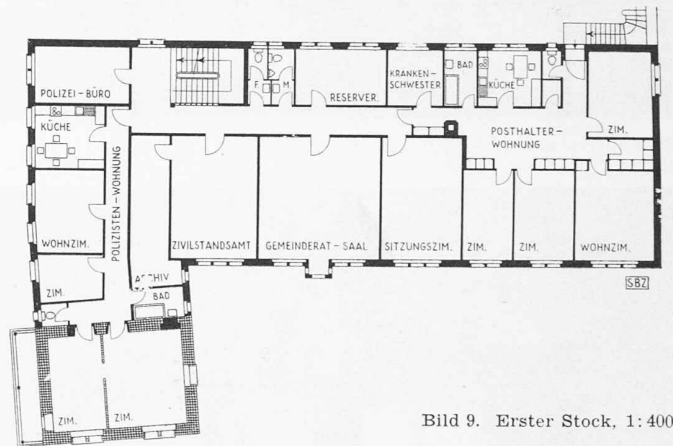 POLIZEI-BÜRO
F.
M.
RESERVER.
KRANKEN-
SCHWESTER
BAD
KÜCHE
ZIM.
KÜCHE
POLIZISTEN-WOHNUNG
POSTHALTER-
WOHNUNG
WOHNZIM.
ZIVILSTANDSAMT
GEMEINDERAT-SAAL
SITZUNGSZIM.
ZIM.
ZIM.
WOHNZIM.
ZIM.
ARCHIV
BAD
SBZ
ZIM.
ZIM.
Bild 9. Erster Stock, 1:400